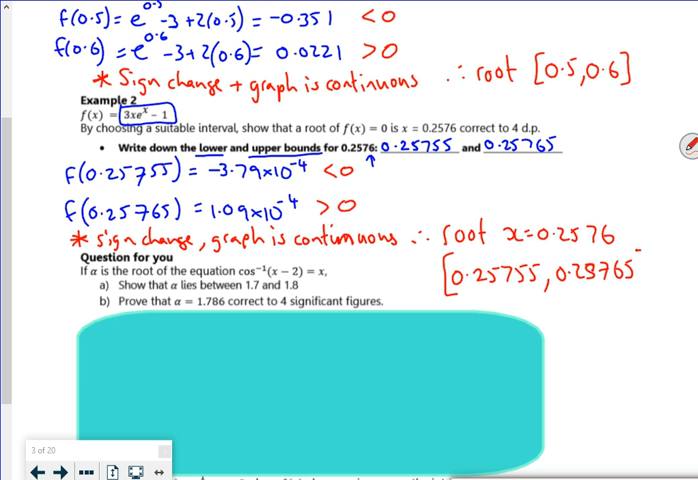 f(0.5) = e^0.5 -3+2(0.5) = -0.351 <0
f(0.6) = e^0.6 -3+2(0.6)= 0.0221 >0
* Sign change + graph is continuous ∴ root [0.5,0.6]
Example 2
f(x) = 3xe^x − 1
By choosing a suitable interval, show that a root of f(x) = 0 is x = 0.2576 correct to 4 d.p.
• Write down the lower and upper bounds for 0.2576: 0.25755 and 0.25765
f(0.25755) = -3.79×10^-4 <0
f(0.25765) = 1.09×10^-4 >0
* sign change, graph is continuous ∴ root x=0.2576
[0.25755, 0.25765
Question for you
If α is the root of the equation cos⁻¹(x − 2) = x,
a) Show that α lies between 1.7 and 1.8
b) Prove that α = 1.786 correct to 4 significant figures.
3 of 20